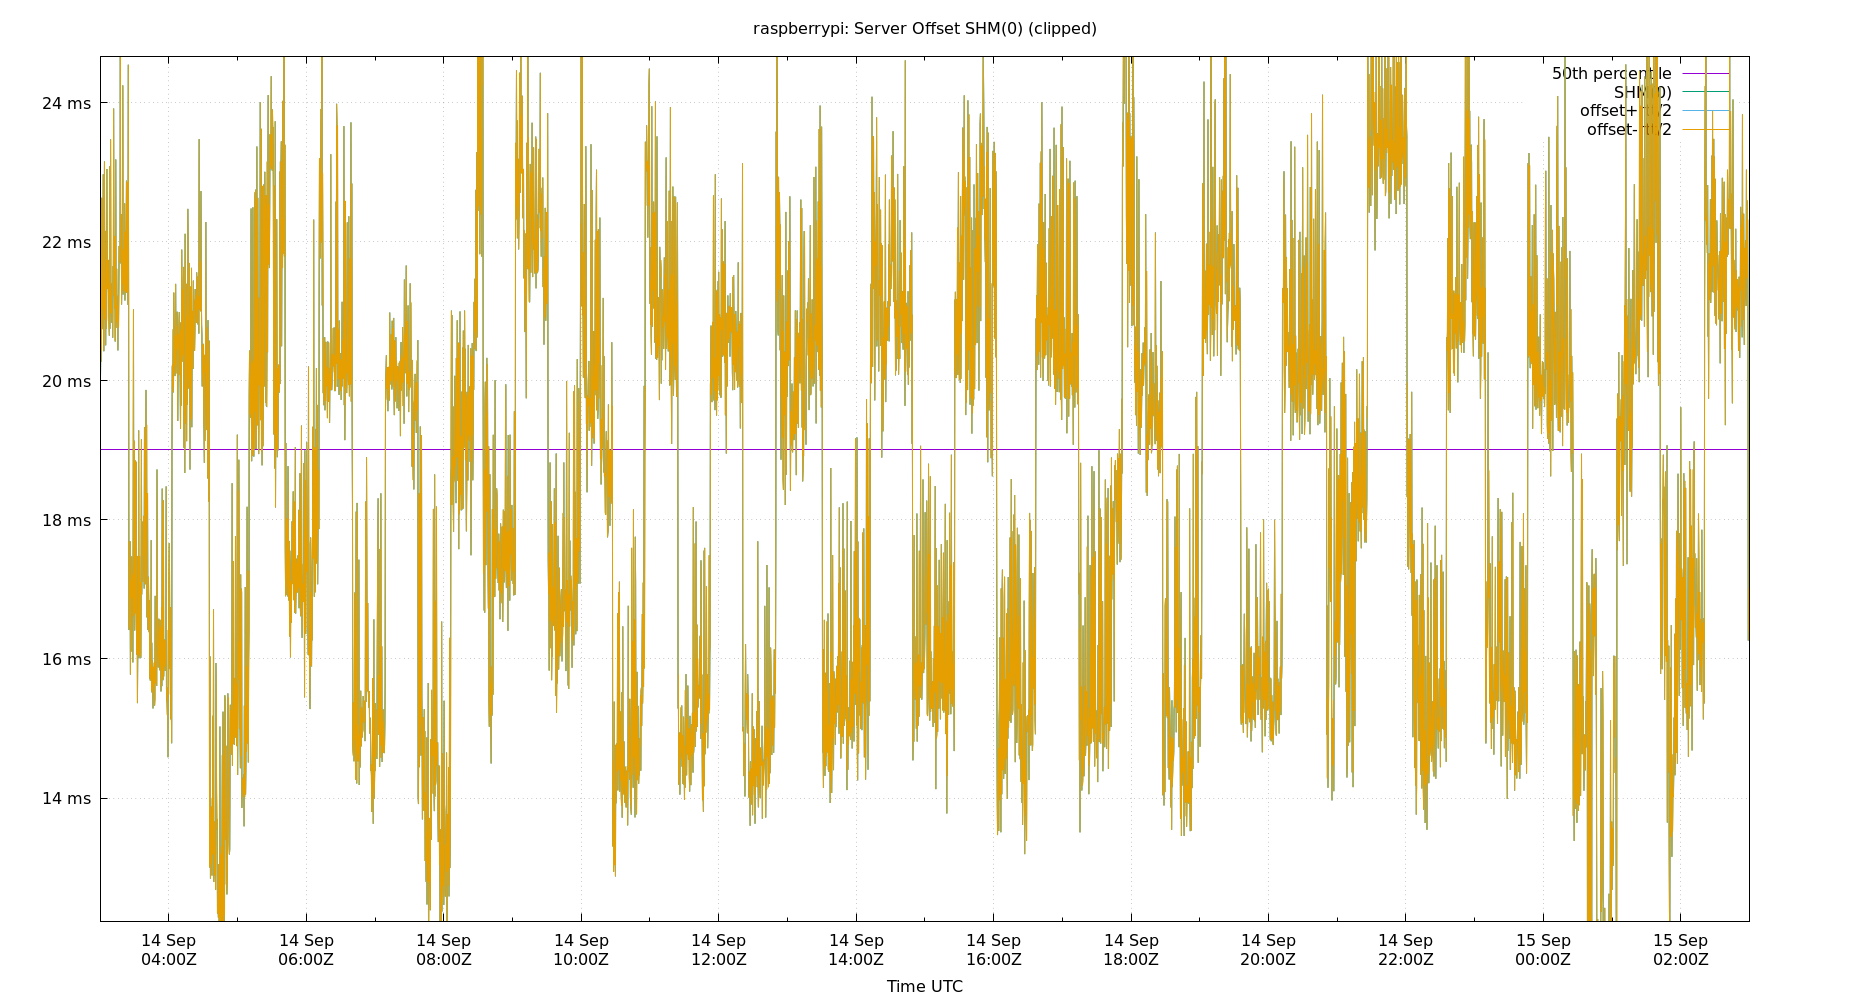 raspberrypi: Server Offset SHM(0) (clipped)
50th percentile
SHM(0)
offset+rtt/2
offset-rtt/2
24 ms
22 ms
20 ms
18 ms
16 ms
14 ms
14 Sep 14 Sep 14 Sep 14 Sep 14 Sep 14 Sep 14 Sep 14 Sep 14 Sep 14 Sep 15 Sep 15 Sep
04:00Z 06:00Z 08:00Z 10:00Z 12:00Z 14:00Z 16:00Z 18:00Z 20:00Z 22:00Z 00:00Z 02:00Z
Time UTC